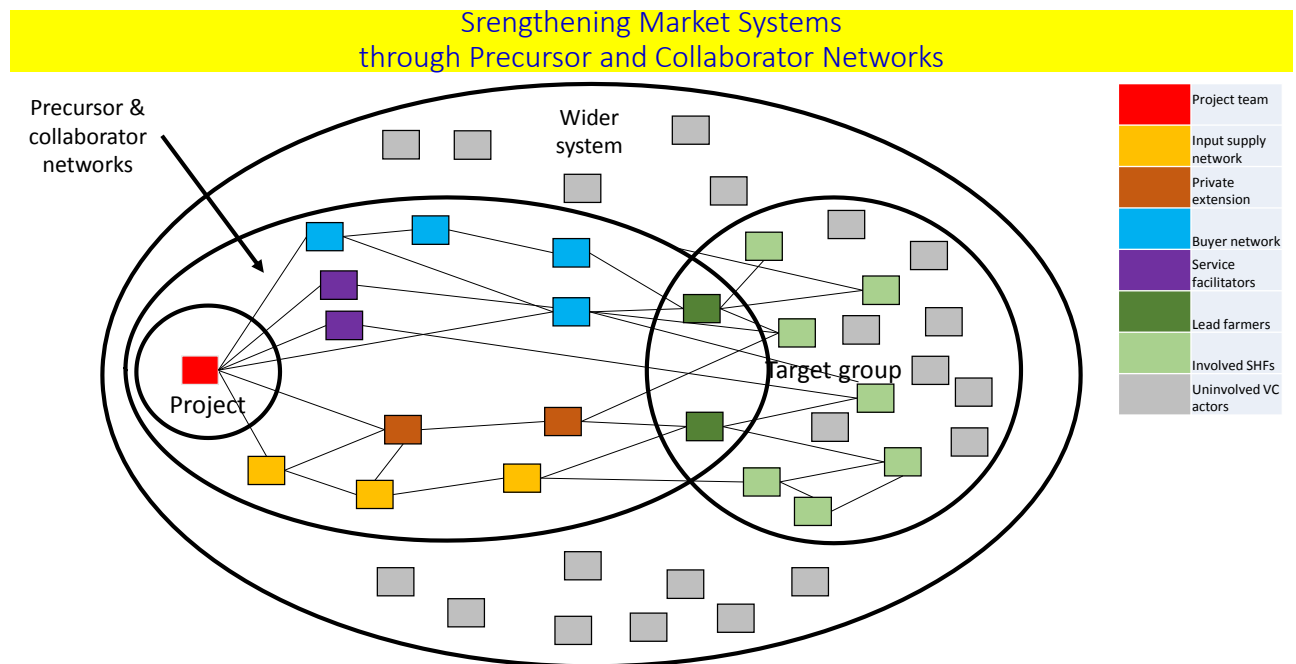 Srengthening Market Systems
through Precursor and Collaborator Networks
Precursor &
collaborator
networks
Wider
system
Project
Target group
Project team
Input supply
network
Private
extension
Buyer network
Service
facilitators
Lead farmers
Involved SHFs
Uninvolved VC
actors